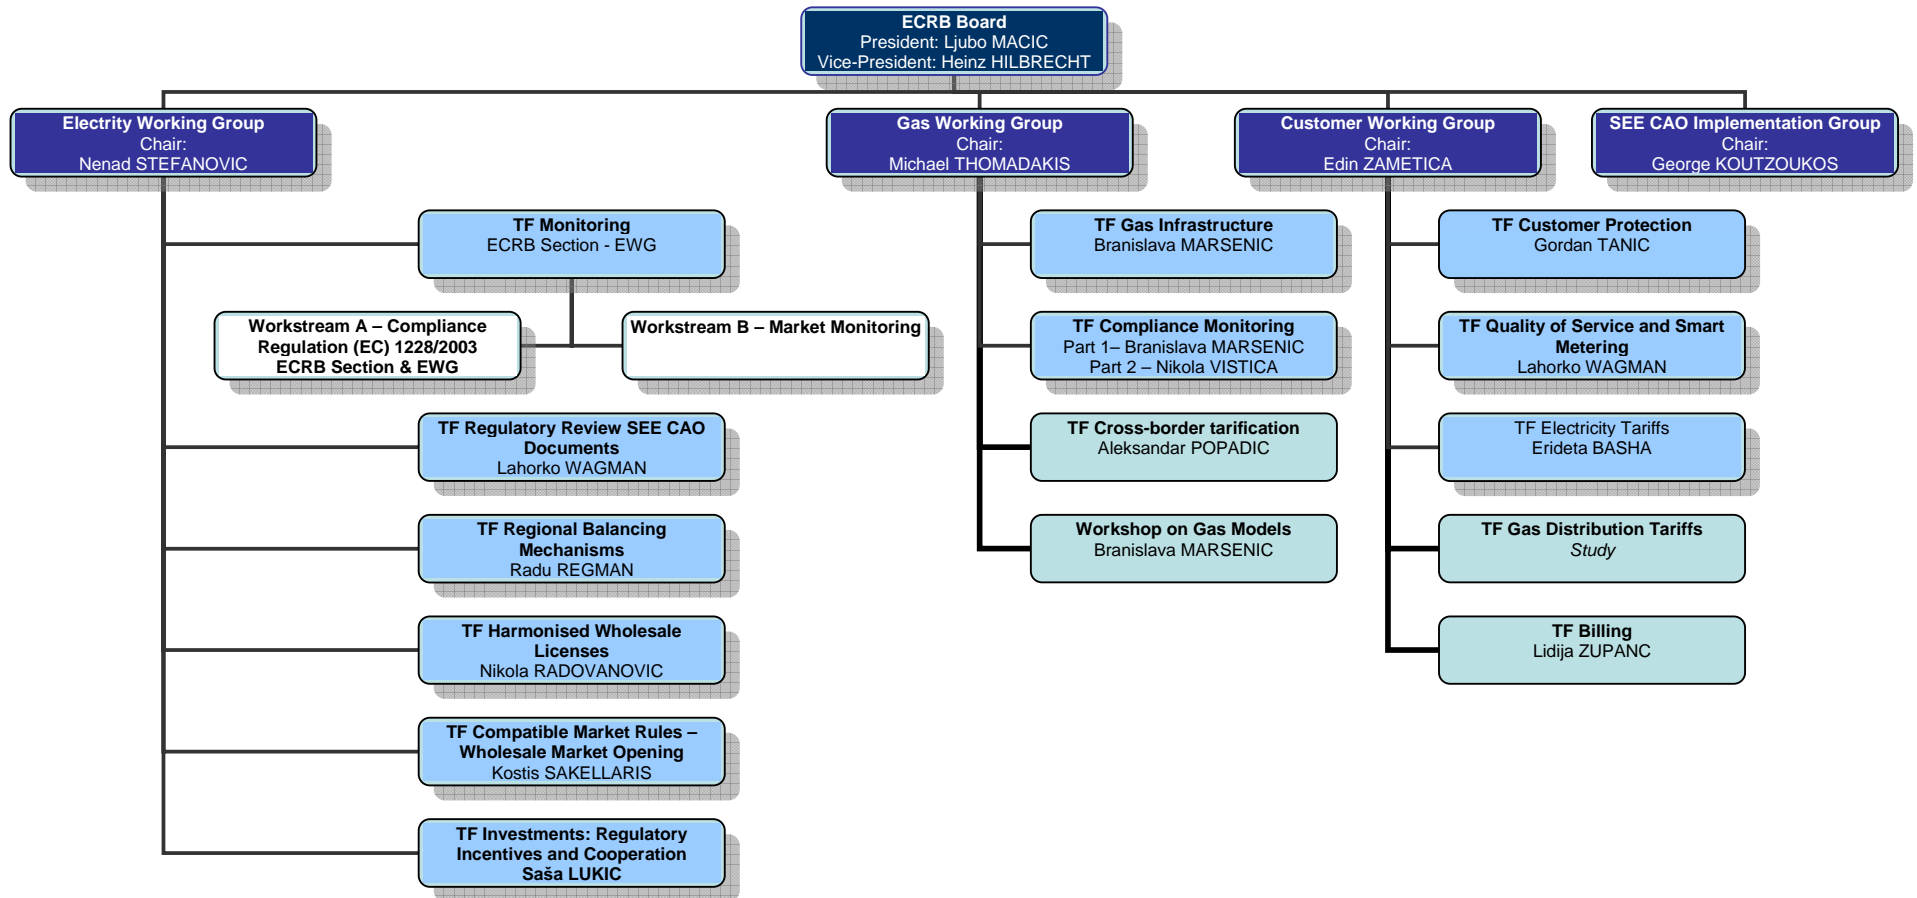 ECRB Board
President: Ljubo MACIC
Vice-President: Heinz HILBRECHT
Electrity Working Group
Chair:
Nenad STEFANOVIC
Gas Working Group
Chair:
Michael THOMADAKIS
Customer Working Group
Chair:
Edin ZAMETICA
SEE CAO Implementation Group
Chair:
George KOUTZOUKOS
TF Monitoring
ECRB Section - EWG
Workstream A – Compliance
Regulation (EC) 1228/2003
ECRB Section & EWG
Workstream B – Market Monitoring
TF Regulatory Review SEE CAO
Documents
Lahorko WAGMAN
TF Regional Balancing
Mechanisms
Radu REGMAN
TF Harmonised Wholesale
Licenses
Nikola RADOVANOVIC
TF Compatible Market Rules –
Wholesale Market Opening
Kostis SAKELLARIS
TF Investments: Regulatory
Incentives and Cooperation
Saša LUKIC
TF Gas Infrastructure
Branislava MARSENIC
TF Compliance Monitoring
Part 1– Branislava MARSENIC
Part 2 – Nikola VISTICA
TF Cross-border tarification
Aleksandar POPADIC
Workshop on Gas Models
Branislava MARSENIC
TF Customer Protection
Gordan TANIC
TF Quality of Service and Smart
Metering
Lahorko WAGMAN
TF Electricity Tariffs
Erideta BASHA
TF Gas Distribution Tariffs
Study
TF Billing
Lidija ZUPANC